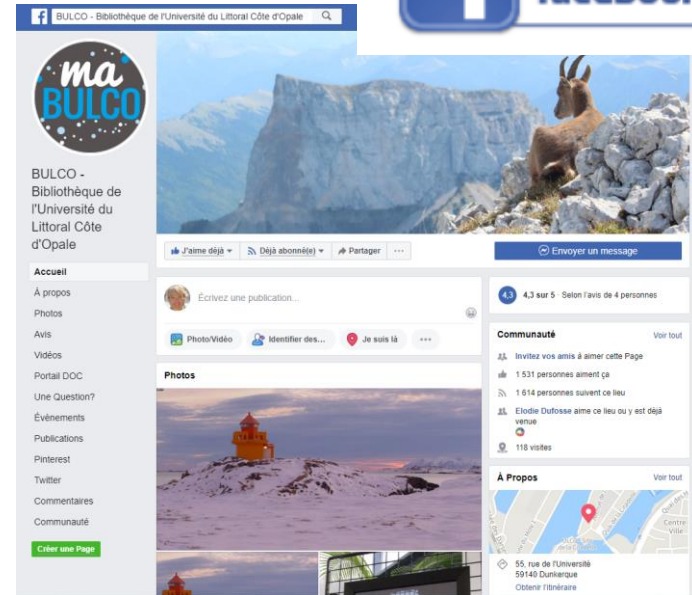 BULCO - Bibliothèque de l'Université du Littoral Côte d'Opale
ma
BULCO
BULCO -
Bibliothèque de
l'Université du
Littoral Côte
d'Opale
Accueil
À propos
Photos
Avis
Vidéos
Portail DOC
Une Question?
Évènements
Publications
Pinterest
Twitter
Commentaires
Communauté
Créer une Page
J'aime déjà
Déjà abonné(e)
Partager
Envoyer un message
Écrivez une publication...
Photo/Vidéo
Identifier des...
Je suis là
Photos
4,3
4,3 sur 5 · Selon l'avis de 4 personnes
Communauté
Voir tout
Invitez vos amis à aimer cette Page
1 531 personnes aiment ça
1 614 personnes suivent ce lieu
Elodie Dufosse aime ce lieu ou y est déjà
venue
118 visites
À Propos
Voir tout
Centre
Ville
55, rue de l'Université
59140 Dunkerque
Obtenir l'itinéraire